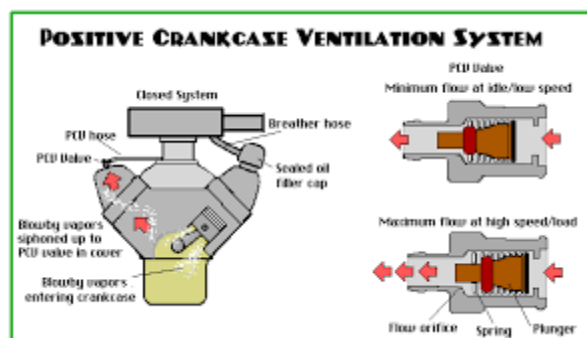 POSITIVE CRANKCASE VENTILATION SYSTEM
Closed System
PCV hose
PCV Valve
Breather hose
Sealed oil
filler cap
Blowby vapors
siphoned up to
PCV valve in cover
Blowby vapors
entering crankcase
PCV Valve
Minimum flow at idle/low speed
Maximum flow at high speed/load
Flow orifice
Spring
Plunger